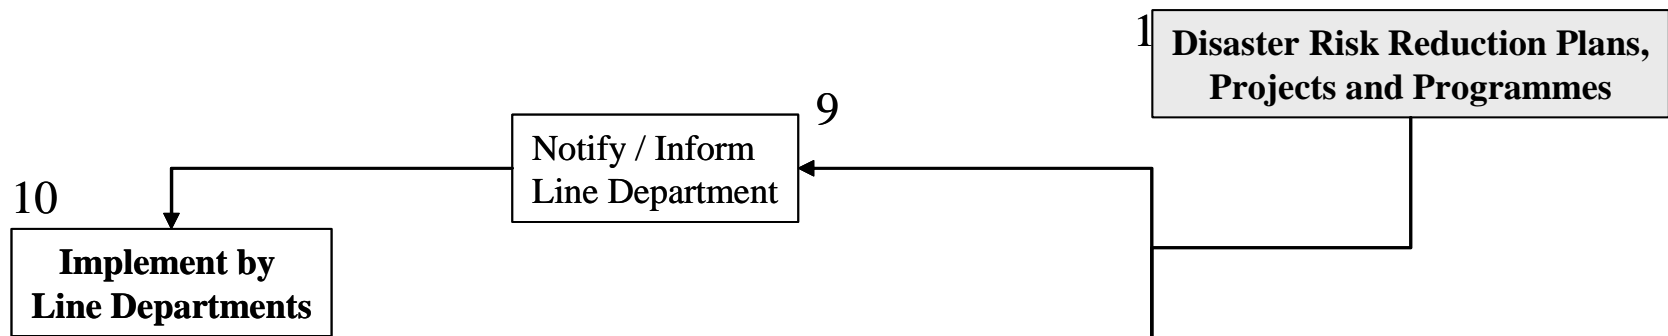 1
Disaster Risk Reduction Plans,
Projects and Programmes
9
Notify / Inform
Line Department
10
Implement by
Line Departments